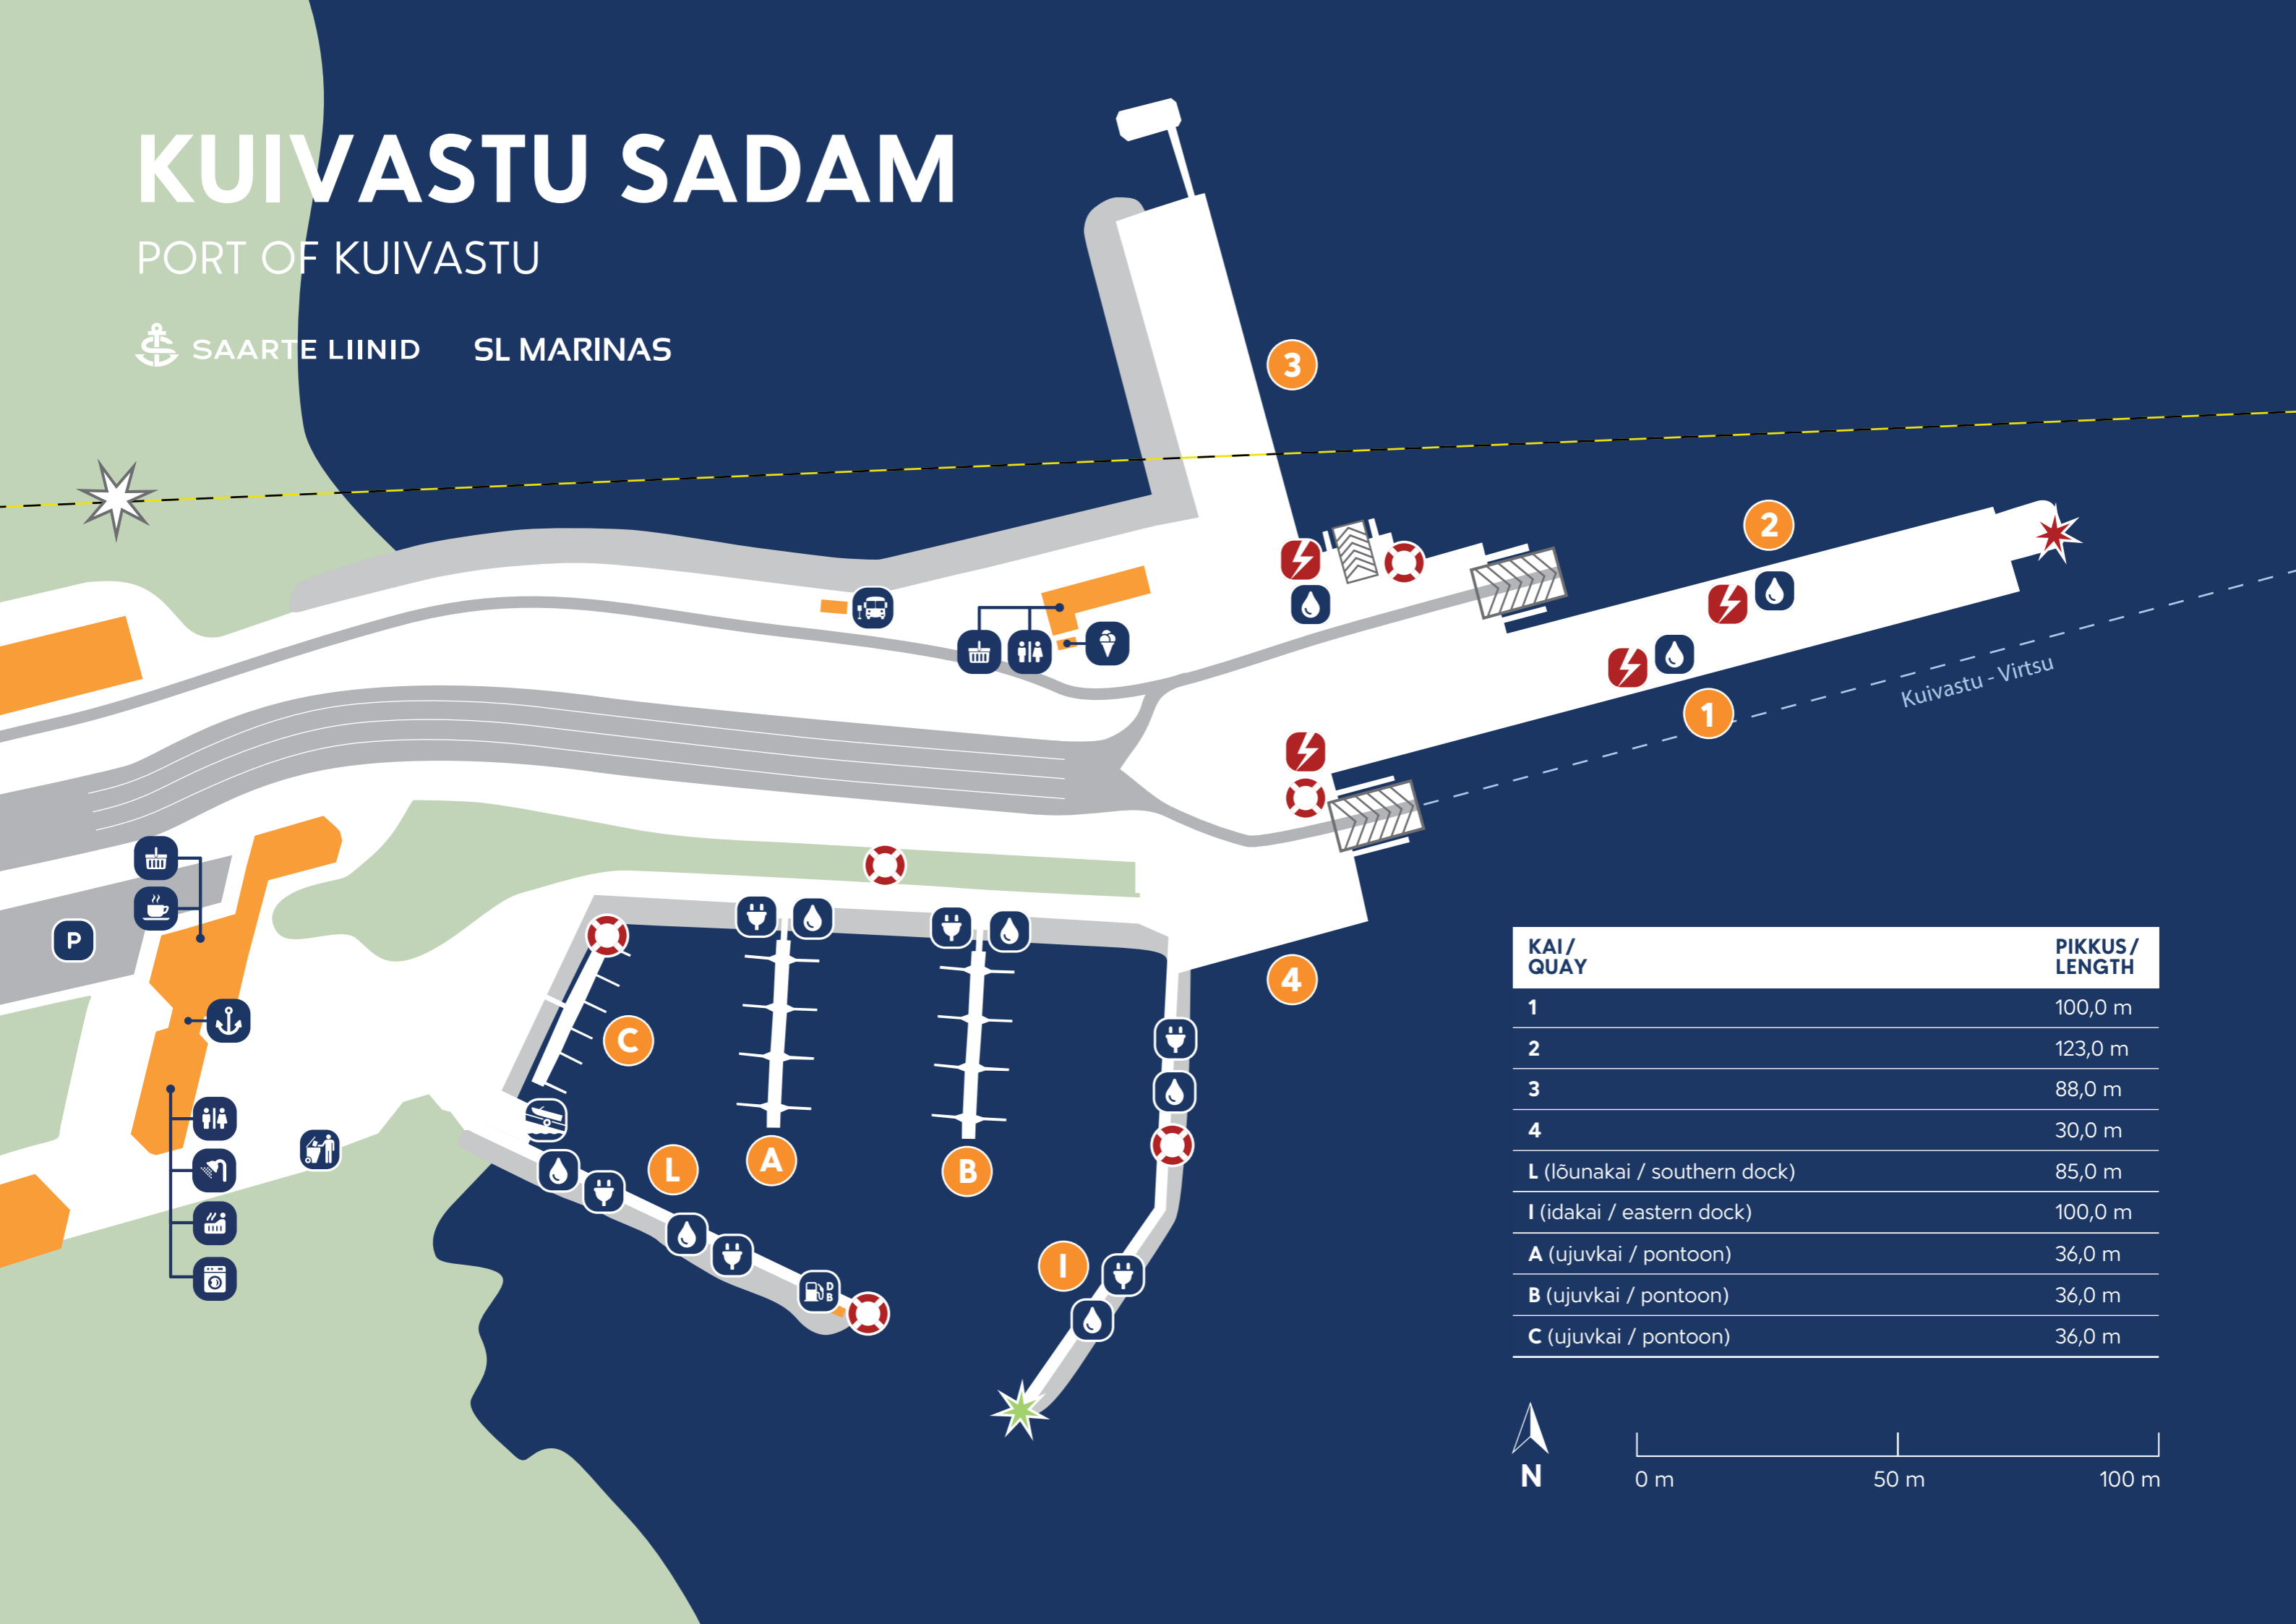 KUIVASTU SADAM
PORT OF KUIVASTU
SAARTE LIINID
SL MARINAS
3
2
1
Kuivastu - Virtsu
P
4
C
L
A
B
I
D
B
KAI/ PIKKUS/
QUAY LENGTH
1 100,0 m
2 123,0 m
3 88,0 m
4 30,0 m
L (lõunakai / southern dock) 85,0 m
I (idakai / eastern dock) 100,0 m
A (ujuvkai / pontoon) 36,0 m
B (ujuvkai / pontoon) 36,0 m
C (ujuvkai / pontoon) 36,0 m
N
0 m 50 m 100 m